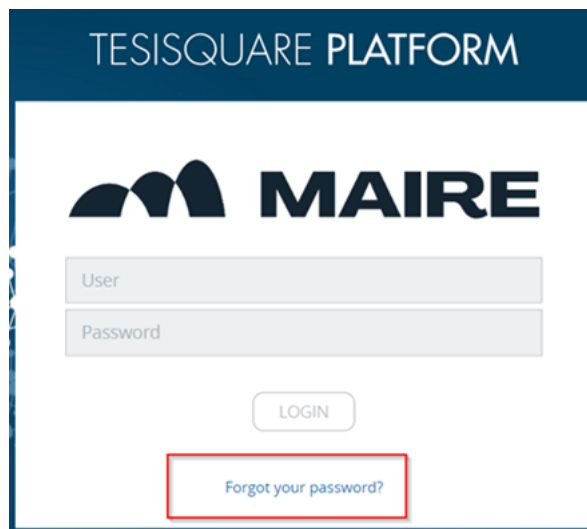 TESISQUARE PLATFORM
MAIRE
User
Password
LOGIN
Forgot your password?